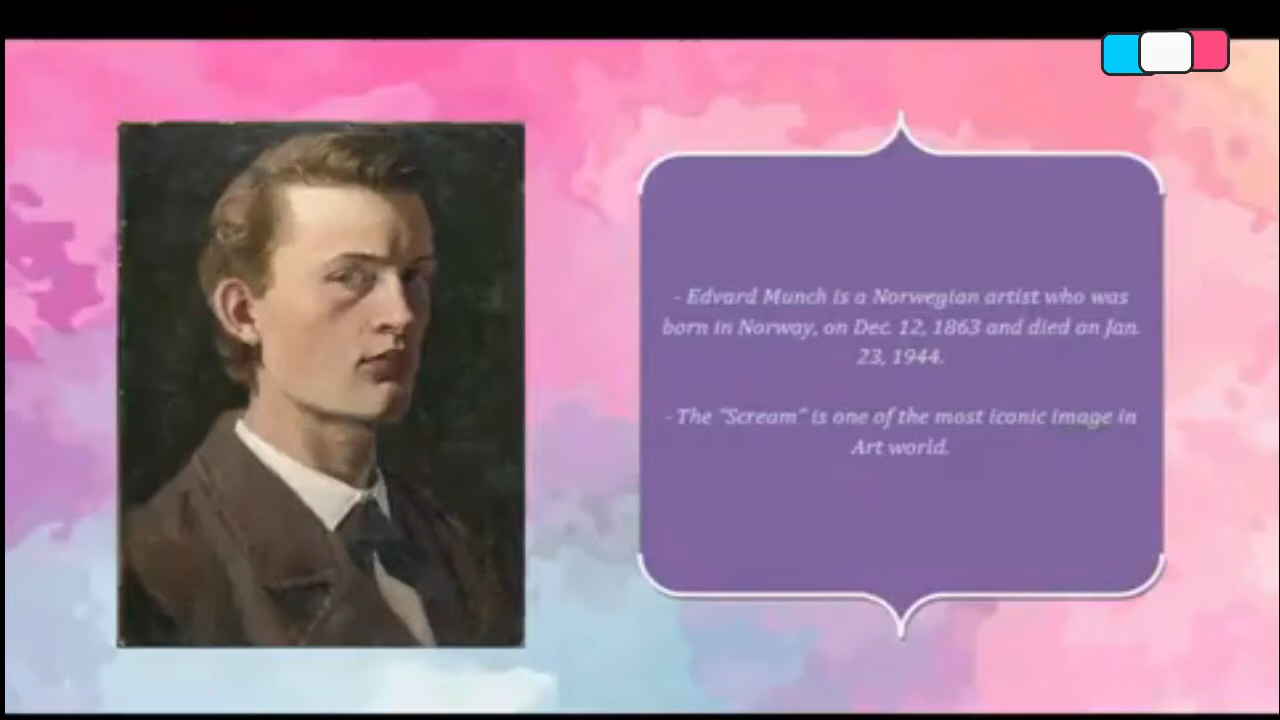 - Edvard Munch is a Norwegian artist who was
born in Norway, on Dec. 12, 1863 and died on Jan.
23, 1944.
- The "Scream" is one of the most iconic image in
Art world.